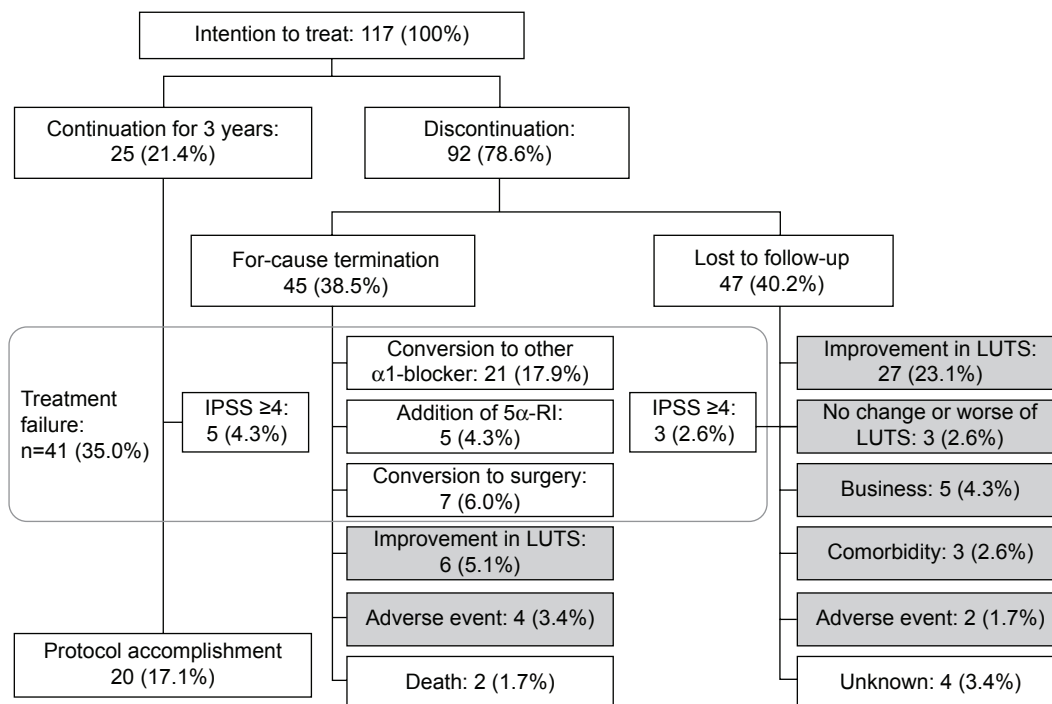 Intention to treat: 117 (100%)
Continuation for 3 years:
25 (21.4%)
Discontinuation:
92 (78.6%)
For-cause termination
45 (38.5%)
Lost to follow-up
47 (40.2%)
Treatment
failure:
n=41 (35.0%)
IPSS ≥4:
5 (4.3%)
Conversion to other
α1-blocker: 21 (17.9%)
Addition of 5α-RI:
5 (4.3%)
Conversion to surgery:
7 (6.0%)
Improvement in LUTS:
6 (5.1%)
Adverse event: 4 (3.4%)
Death: 2 (1.7%)
IPSS ≥4:
3 (2.6%)
Improvement in LUTS:
27 (23.1%)
No change or worse of
LUTS: 3 (2.6%)
Business: 5 (4.3%)
Comorbidity: 3 (2.6%)
Adverse event: 2 (1.7%)
Unknown: 4 (3.4%)
Protocol accomplishment
20 (17.1%)